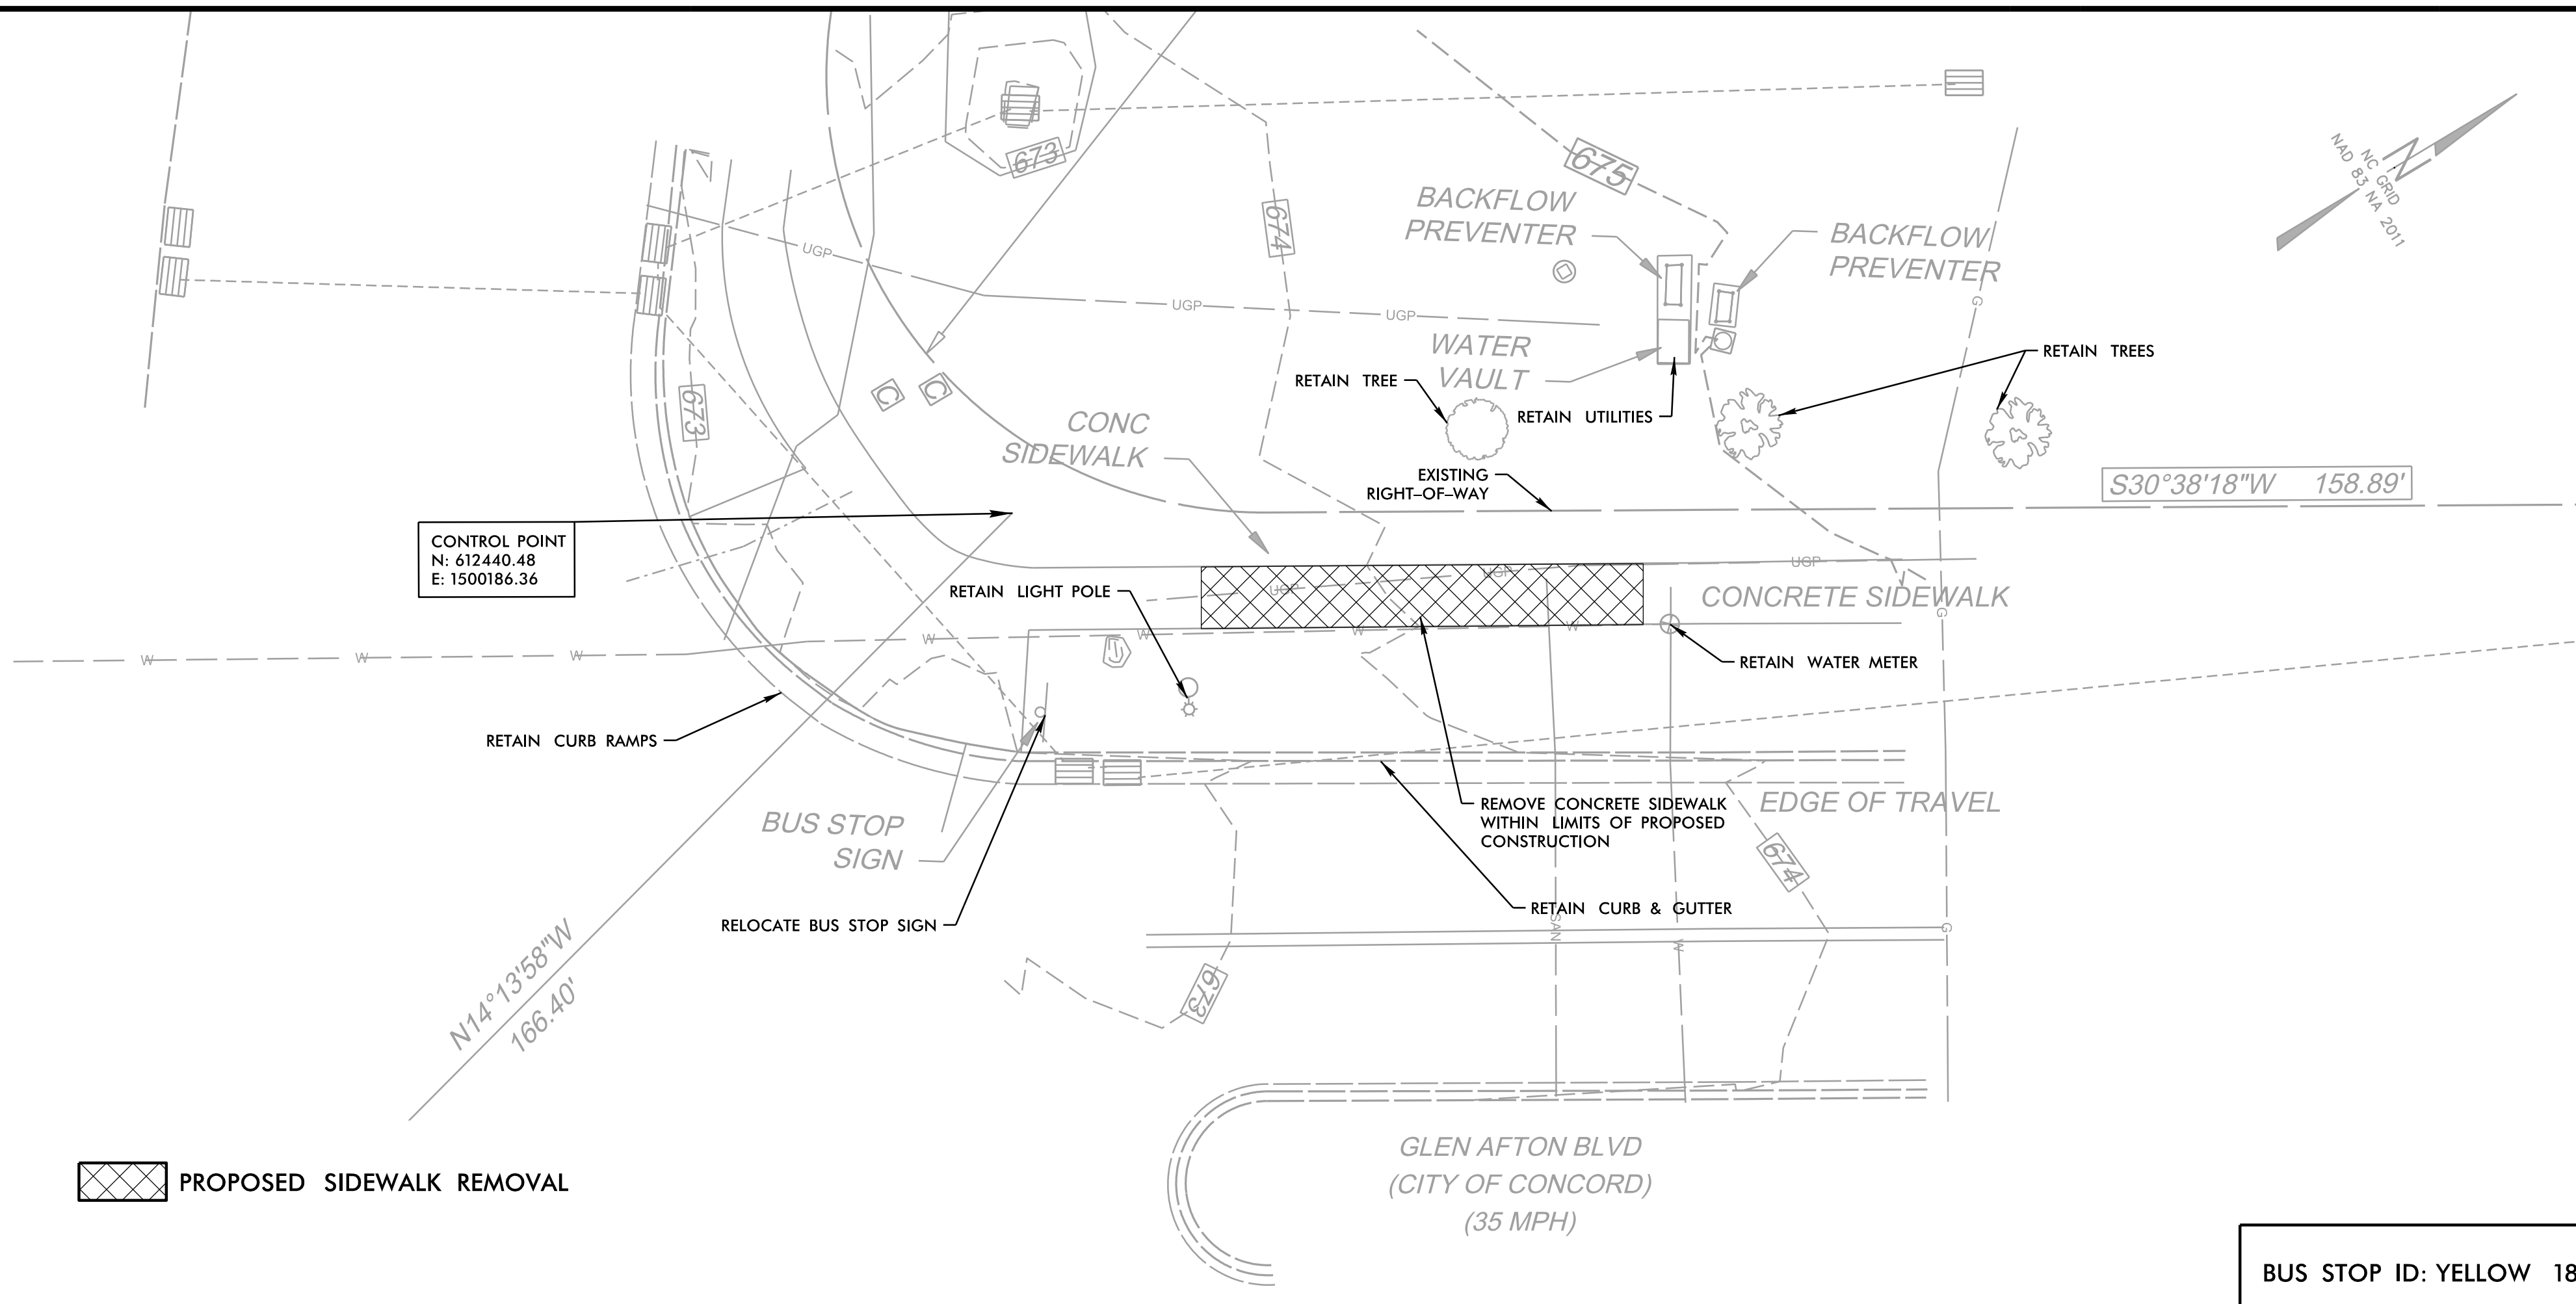 673
675
674
BACKFLOW
PREVENTER
BACKFLOW
PREVENTER
NC GRID
NAD 83 NA 2011
N
UGP
UGP
UGP
G
WATER
VAULT
RETAIN TREES
RETAIN TREE
RETAIN UTILITIES
C
C
673
CONC
SIDEWALK
EXISTING
RIGHT-OF-WAY
S30°38'18"W 158.89'
CONTROL POINT
N: 612440.48
E: 1500186.36
UGP
UGP
UGP
RETAIN LIGHT POLE
CONCRETE SIDEWALK
G
W
W
W
W
W
W
W
RETAIN WATER METER
RETAIN CURB RAMPS
REMOVE CONCRETE SIDEWALK
WITHIN LIMITS OF PROPOSED
CONSTRUCTION
EDGE OF TRAVEL
BUS STOP
SIGN
674
RETAIN CURB & GUTTER
RELOCATE BUS STOP SIGN
SAN
W
G
N14°13'58"W
166.40'
673
GLEN AFTON BLVD
(CITY OF CONCORD)
(35 MPH)
PROPOSED SIDEWALK REMOVAL
BUS STOP ID: YELLOW 18